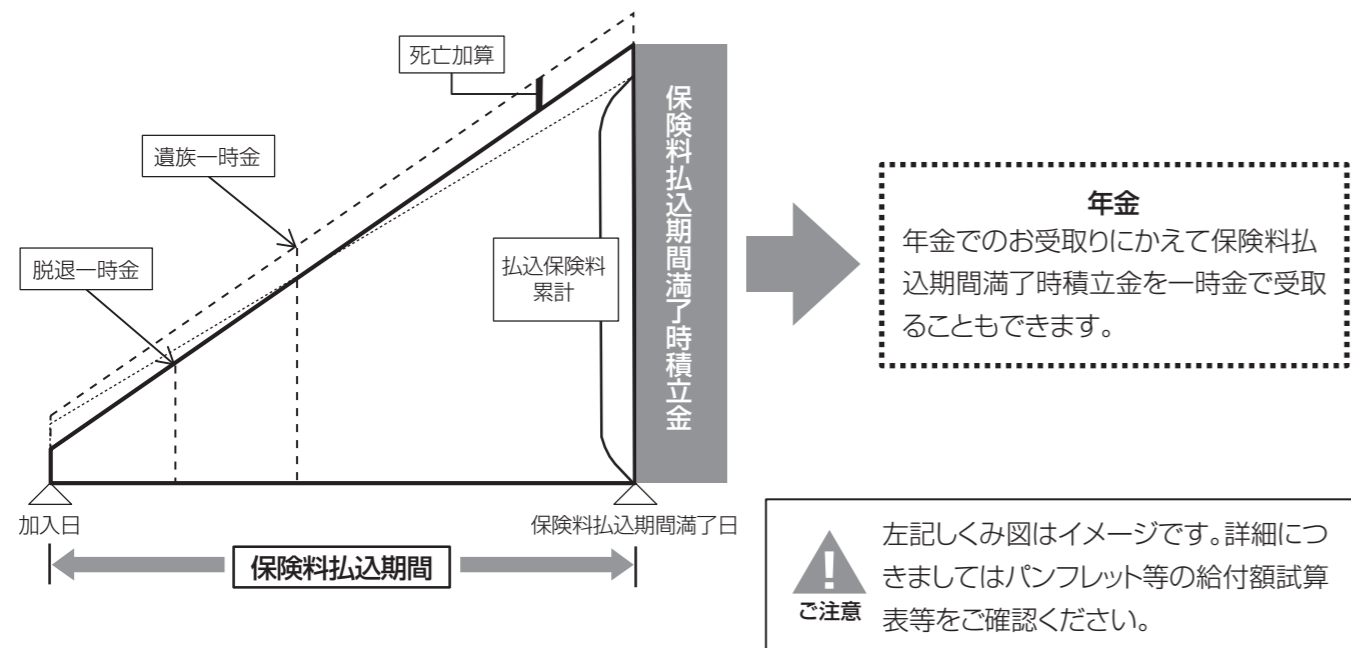 死亡加算
遺族一時金
脱退一時金
払込保険料
累計
保険料払込期間満了時積立金
加入日
保険料払込期間満了日
保険料払込期間
年金
年金でのお受取りにかえて保険料払
込期間満了時積立金を一時金で受取
ることもできます。
ご注意
左記しくみ図はイメージです。詳細につ
きましてはパンフレット等の給付額試算
表等をご確認ください。